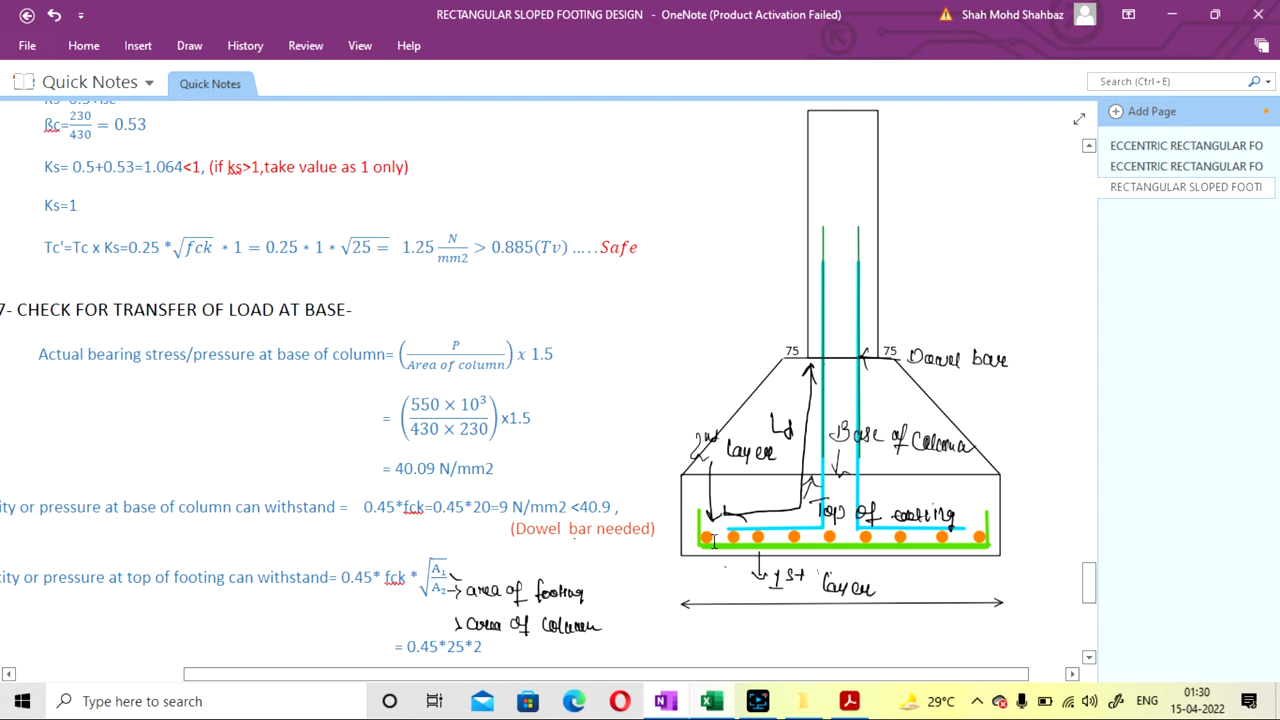 RECTANGULAR SLOPED FOOTING DESIGN - OneNote (Product Activation Failed)
Shah Mohd Shahbaz
File Home Insert Draw History Review View Help
Quick Notes
Quick Notes
Search (Ctrl+E)
Add Page
ECCENTRIC RECTANGULAR FO
ECCENTRIC RECTANGULAR FO
RECTANGULAR SLOPED FOOTI
ßc=230/430 = 0.53
Ks= 0.5+0.53=1.064<1, (if ks>1,take value as 1 only)
Ks=1
Tc'=Tc x Ks=0.25 *√fck * 1 = 0.25 * 1 * √25 = 1.25 N/mm2 > 0.885(Tv) .....Safe
7- CHECK FOR TRANSFER OF LOAD AT BASE-
Actual bearing stress/pressure at base of column= (P/Area of column) x 1.5
= (550 × 10³/430 × 230) x1.5
= 40.09 N/mm2
city or pressure at base of column can withstand = 0.45*fck=0.45*20=9 N/mm2 <40.9 ,
(Dowel bar needed)
city or pressure at top of footing can withstand= 0.45* fck *√A₁/A₂
area of footing
area of column
= 0.45*25*2
75 75
Dowel bar
Ld
Base of Column
2nd layer
Top of footing
1st layer
Type here to search
29°C
ENG
01:30
15-04-2022